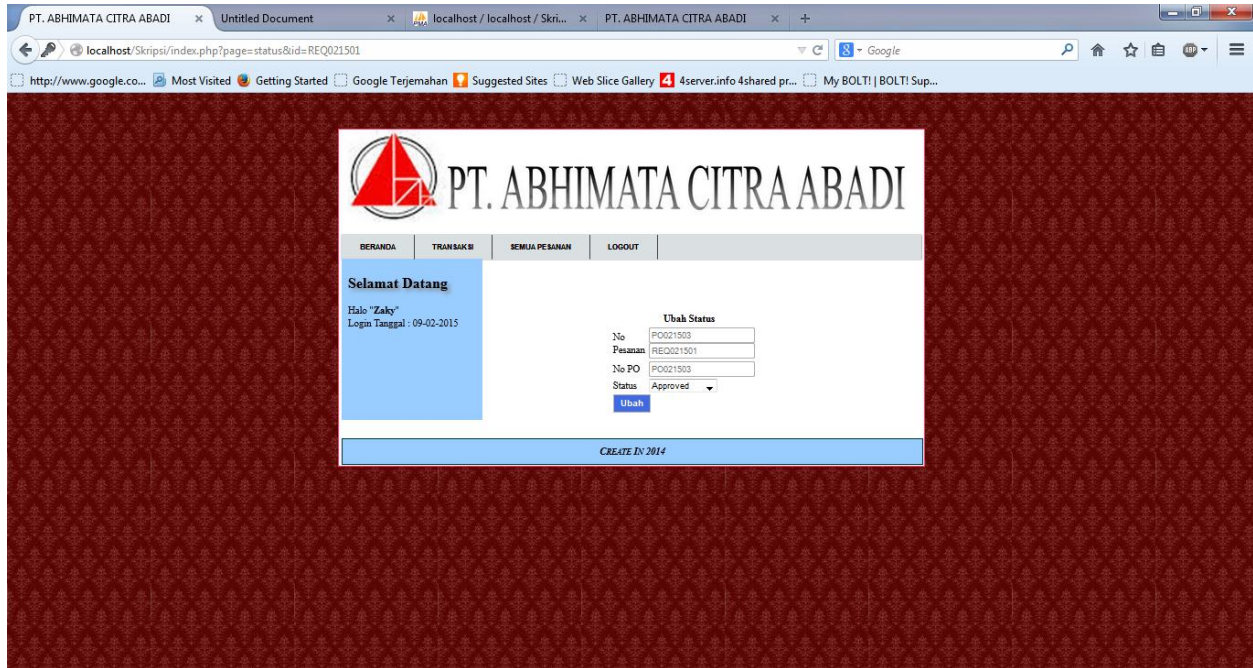 PT. ABHIMATA CITRA ABADI
Untitled Document
localhost / localhost / Skri...
PT. ABHIMATA CITRA ABADI
localhost/Skripsi/index.php?page=status&id=REQ021501
Google
http://www.google.co...
Most Visited
Getting Started
Google Terjemahan
Suggested Sites
Web Slice Gallery
4server.info 4shared pr...
My BOLT! | BOLT! Sup...
PT. ABHIMATA CITRA ABADI
BERANDA TRANSAKSI SEMUA PESANAN LOGOUT
Selamat Datang
Halo "Zaky"
Login Tanggal : 09-02-2015
Ubah Status
No Pesanan
PO021503
REQ021501
No PO PO021503
Status Approved
Ubah
CREATE IN 2014